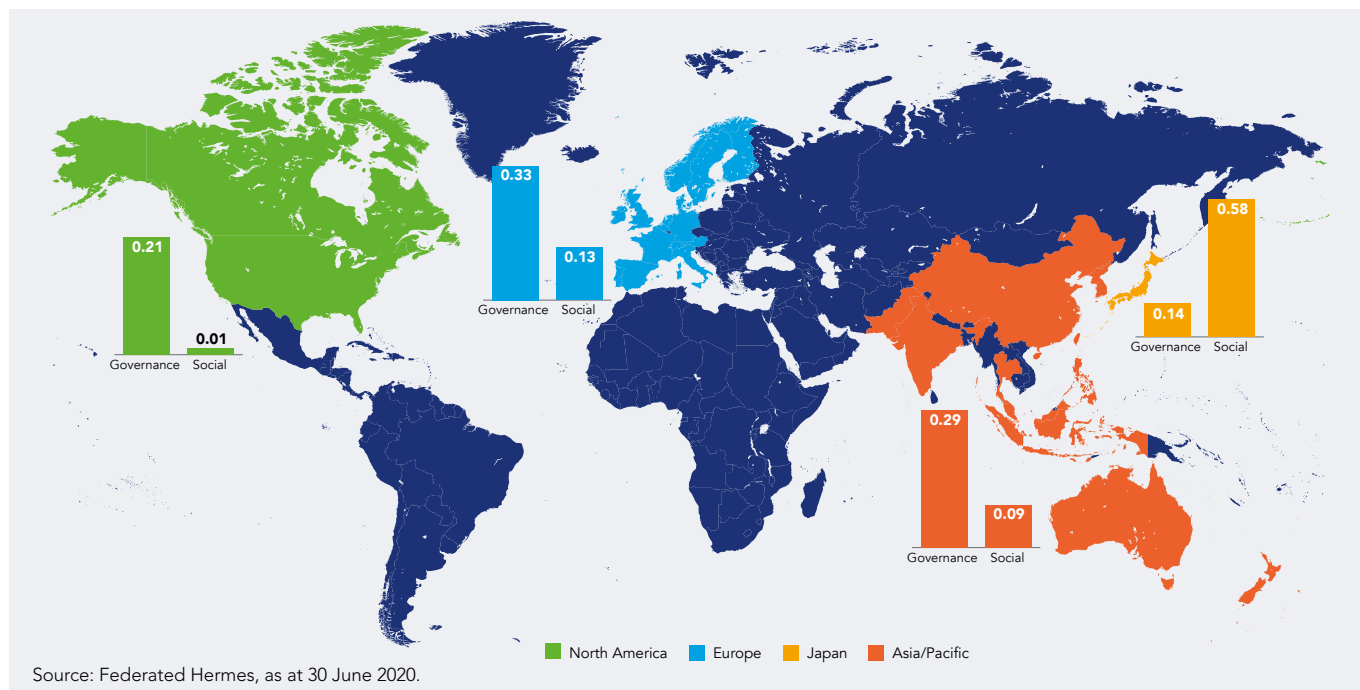 0.21
0.01
Governance Social
0.33
0.13
Governance Social
0.58
0.14
Governance Social
0.29
0.09
Governance Social
North America Europe Japan Asia/Pacific
Source: Federated Hermes, as at 30 June 2020.